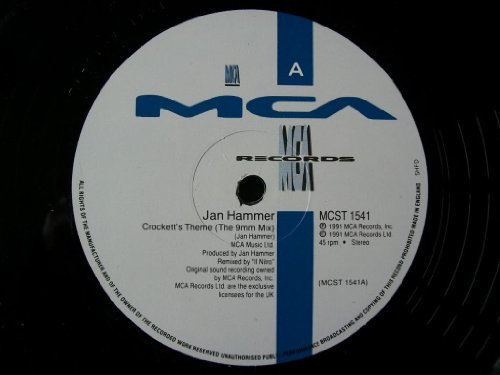 A
MCA
MCA
MCA
RECORDS
SHFD
Jan Hammer
Crockett's Theme (The 9mm Mix)
(Jan Hammer)
MCA Music Ltd.
Produced by Jan Hammer
Remixed by "Il Nitro"
Original sound recording owned
by MCA Records, Inc.
MCA Records Ltd. are the exclusive
licensees for the UK
MCST 1541
℗ 1991 MCA Records, Inc.
© 1991 MCA Records Ltd.
45 rpm • Stereo
(MCST 1541A)
ALL RIGHTS OF THE MANUFACTURER AND OF THE OWNER OF THE RECORDED WORK RESERVED UNAUTHORISED PUBLIC PERFORMANCE BROADCASTING AND COPYING OF THIS RECORD PROHIBITED MADE IN ENGLAND